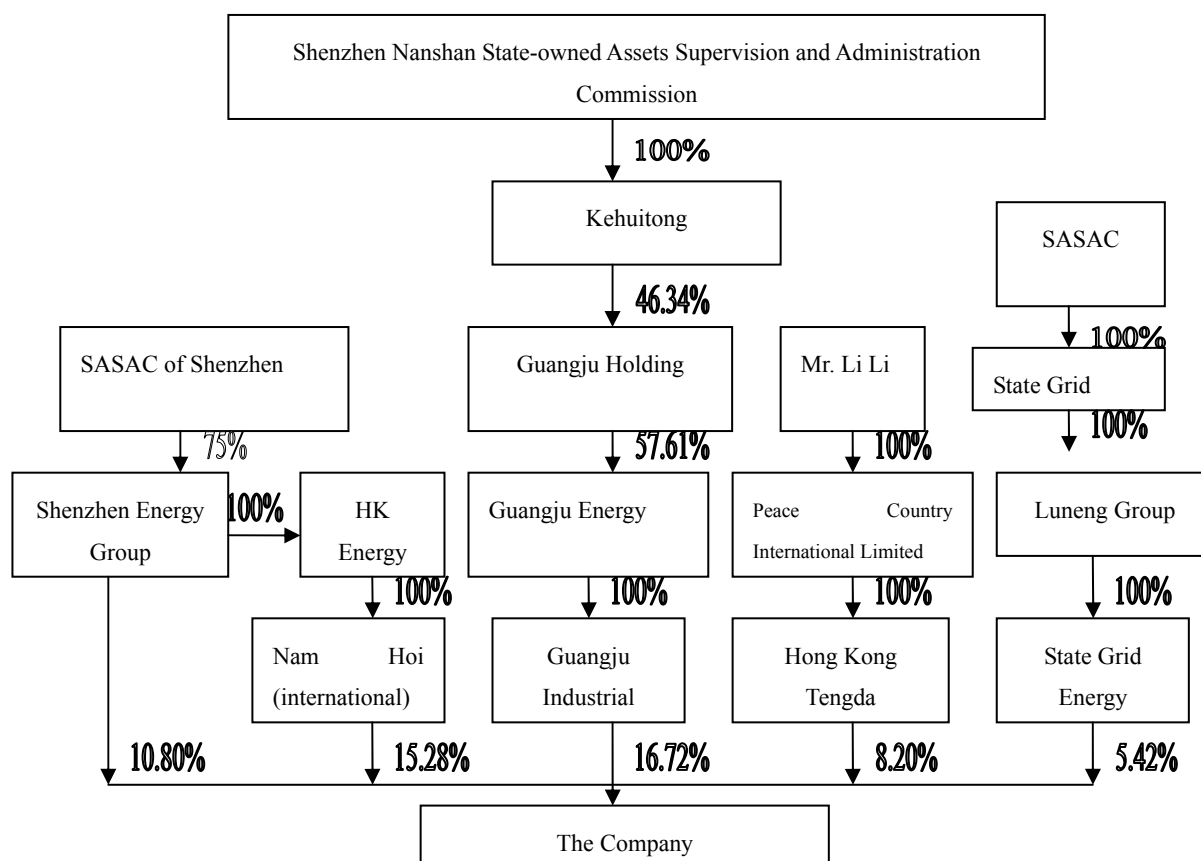 Shenzhen Nanshan State-owned Assets Supervision and Administration
Commission
100%
Kehuitong
SASAC
46.34%
100%
SASAC of Shenzhen
Guangju Holding
Mr. Li Li
State Grid
75%
57.61%
100%
100%
Shenzhen Energy
Group
100%
HK
Energy
Guangju Energy
Peace Country
International Limited
Luneng Group
100%
100%
100%
100%
Nam Hoi
(international)
Guangju
Industrial
Hong Kong
Tengda
State Grid
Energy
10.80%
15.28%
16.72%
8.20%
5.42%
The Company